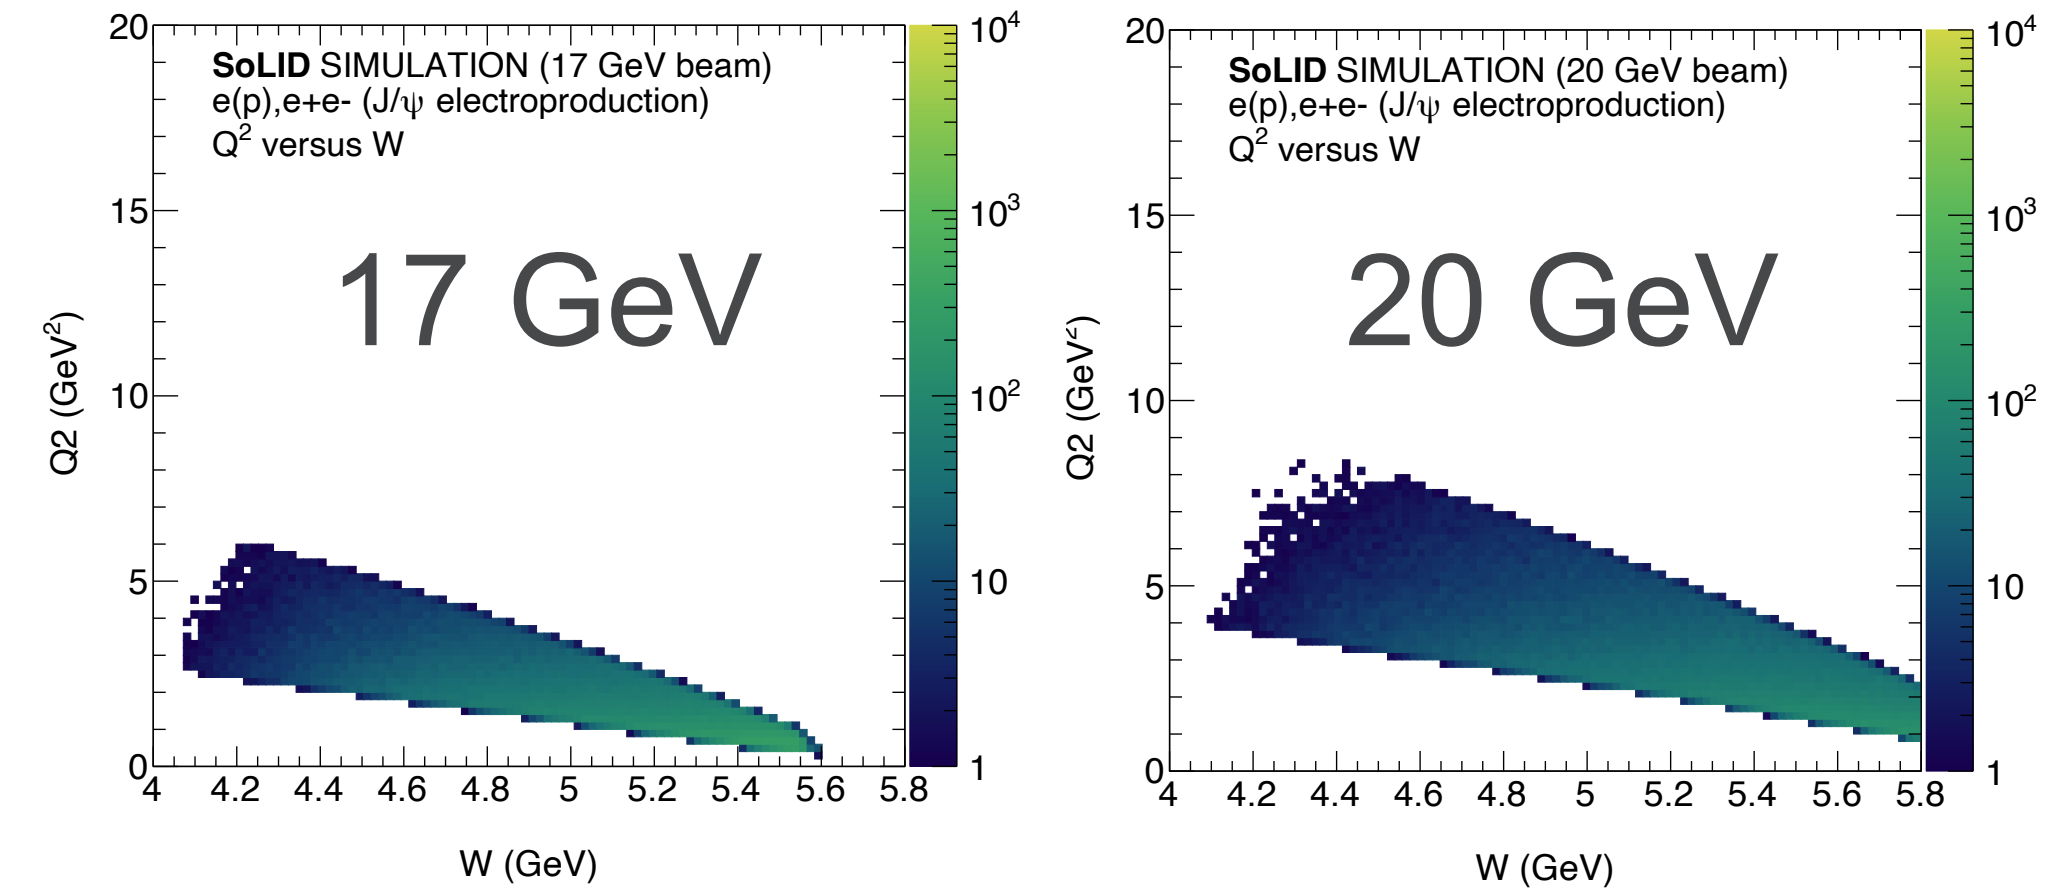 SoLID SIMULATION (17 GeV beam)
e(p),e+e- (J/ψ electroproduction)
Q² versus W
17 GeV
Q2 (GeV²)
20
15
10
5
0
4 4.2 4.4 4.6 4.8 5 5.2 5.4 5.6 5.8
W (GeV)
10⁴
10³
10²
10
1
SoLID SIMULATION (20 GeV beam)
e(p),e+e- (J/ψ electroproduction)
Q² versus W
20 GeV
Q2 (GeV²)
20
15
10
5
0
4 4.2 4.4 4.6 4.8 5 5.2 5.4 5.6 5.8
W (GeV)
10⁴
10³
10²
10
1